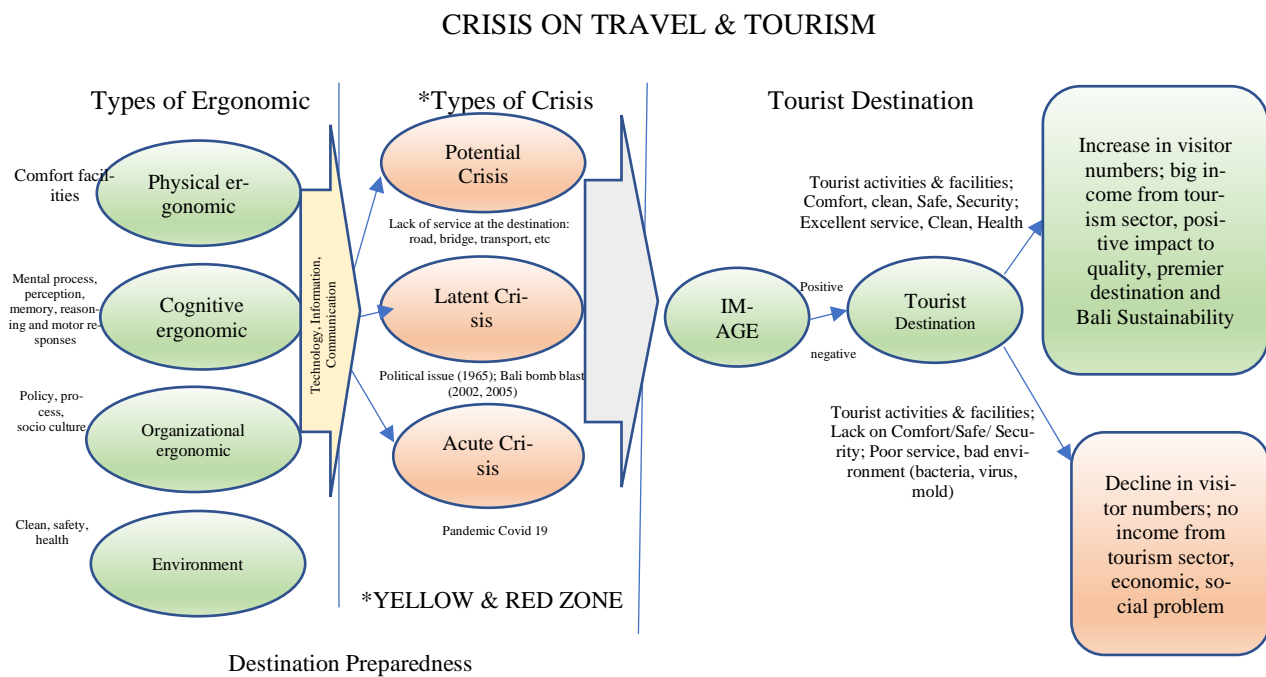 CRISIS ON TRAVEL & TOURISM
Types of Ergonomic
*Types of Crisis
Tourist Destination
Comfort facil-
ities
Physical er-
gonomic
Mental process,
perception,
memory, reason-
ing and motor re-
sponses
Cognitive
ergonomic
Policy, pro-
cess,
socio culture
Organizational
ergonomic
Clean, safety,
health
Environment
Technology, Information,
Communication
Potential
Crisis
Lack of service at the destination:
road, bridge, transport, etc
Latent Cri-
sis
Political issue (1965); Bali bomb blast
(2002, 2005)
Acute Cri-
sis
Pandemic Covid 19
*YELLOW & RED ZONE
Destination Preparedness
IM-
AGE
Positive
negative
Tourist activities & facilities;
Comfort, clean, Safe, Security;
Excellent service, Clean, Health
Tourist
Destination
Tourist activities & facilities;
Lack on Comfort/Safe/ Secu-
rity; Poor service, bad envi-
ronment (bacteria, virus,
mold)
Increase in visitor
numbers; big in-
come from tour-
ism sector, posi-
tive impact to
quality, premier
destination and
Bali Sustainability
Decline in visi-
tor numbers; no
income from
tourism sector,
economic, so-
cial problem